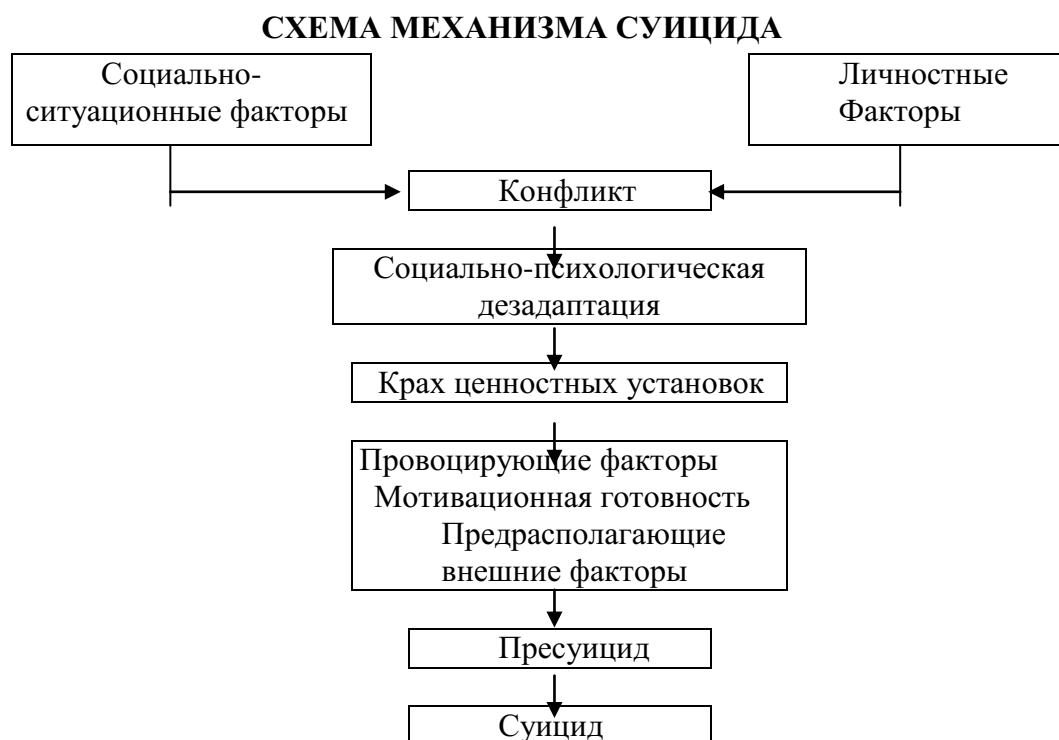 СХЕМА МЕХАНИЗМА СУИЦИДА
Социально-
ситуационные факторы
Личностные
Факторы
Конфликт
Социально-психологическая
дезадаптация
Крах ценностных установок
Провоцирующие факторы
Мотивационная готовность
Предрасполагающие
внешние факторы
Пресуицид
Суицид